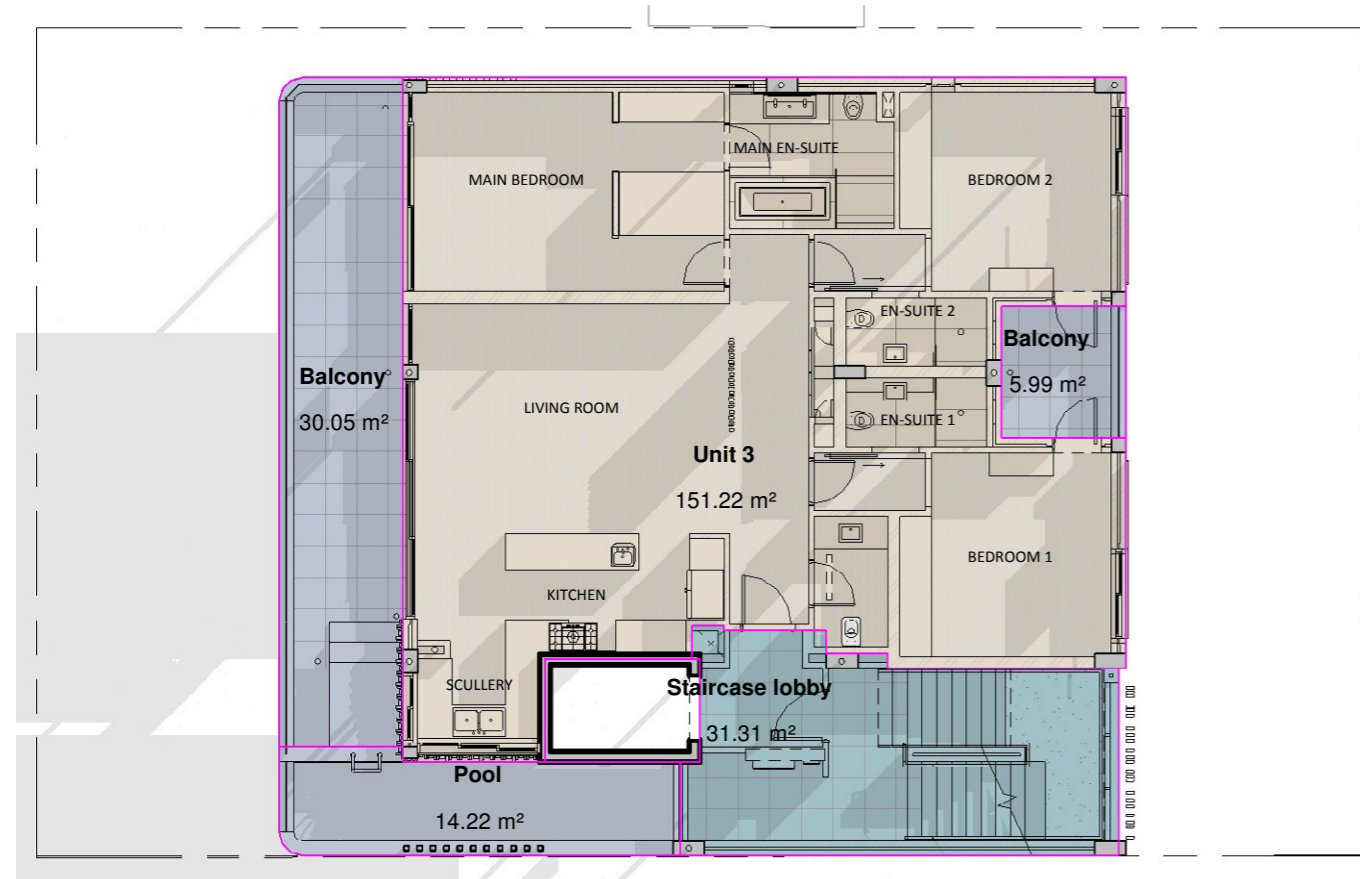 MAIN EN-SUITE
MAIN BEDROOM
BEDROOM 2
EN-SUITE 2
Balcony
5.99 m²
Balcony
30.05 m²
LIVING ROOM
EN-SUITE 1
Unit 3
151.22 m²
BEDROOM 1
KITCHEN
SCULLERY
Staircase lobby
31.31 m²
Pool
14.22 m²